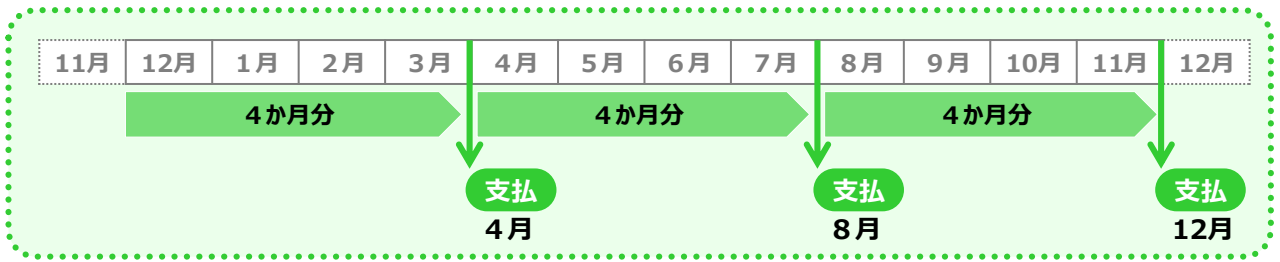 11月 12月 1月 2月 3月 4月 5月 6月 7月 8月 9月 10月 11月 12月
4か月分 4か月分 4か月分
支払 支払 支払
4月 8月 12月